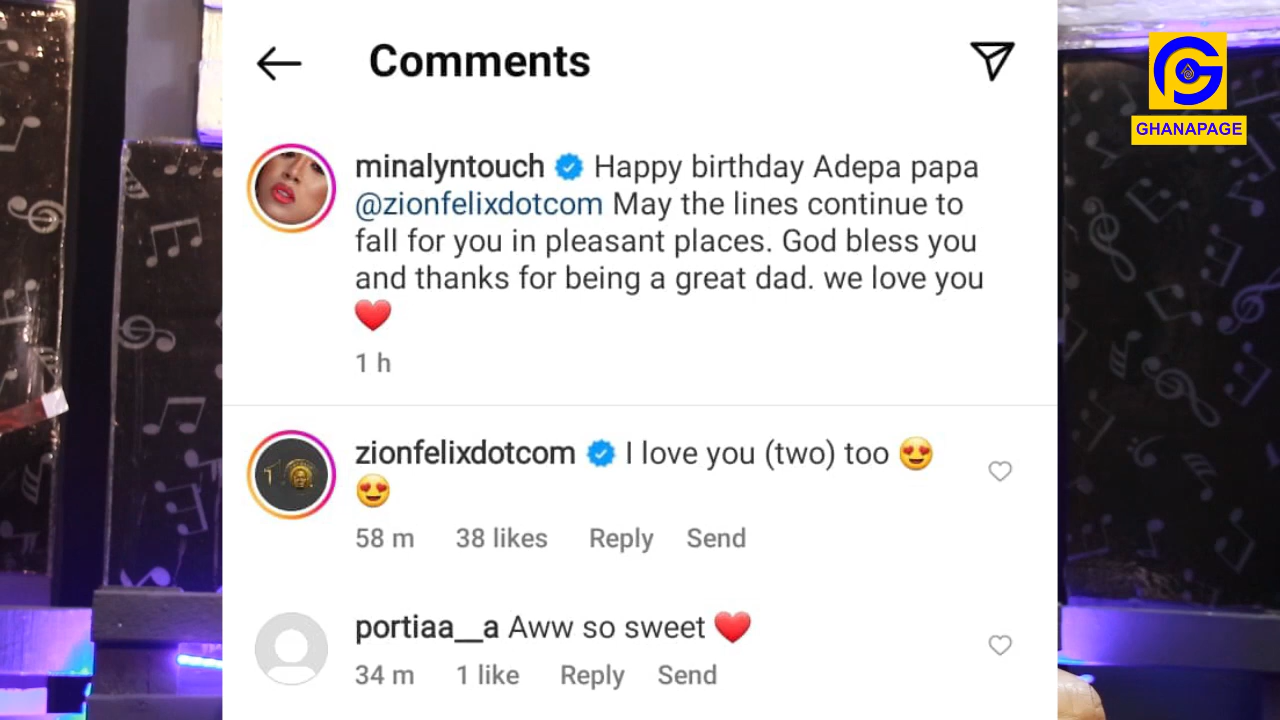 Comments
GHANAPAGE
minalyntouch Happy birthday Adepa papa
@zionfelixdotcom May the lines continue to
fall for you in pleasant places. God bless you
and thanks for being a great dad. we love you
❤️
1 h
zionfelixdotcom I love you (two) too 😍
😍
58 m 38 likes Reply Send
portiaa__a Aww so sweet ❤️
34 m 1 like Reply Send